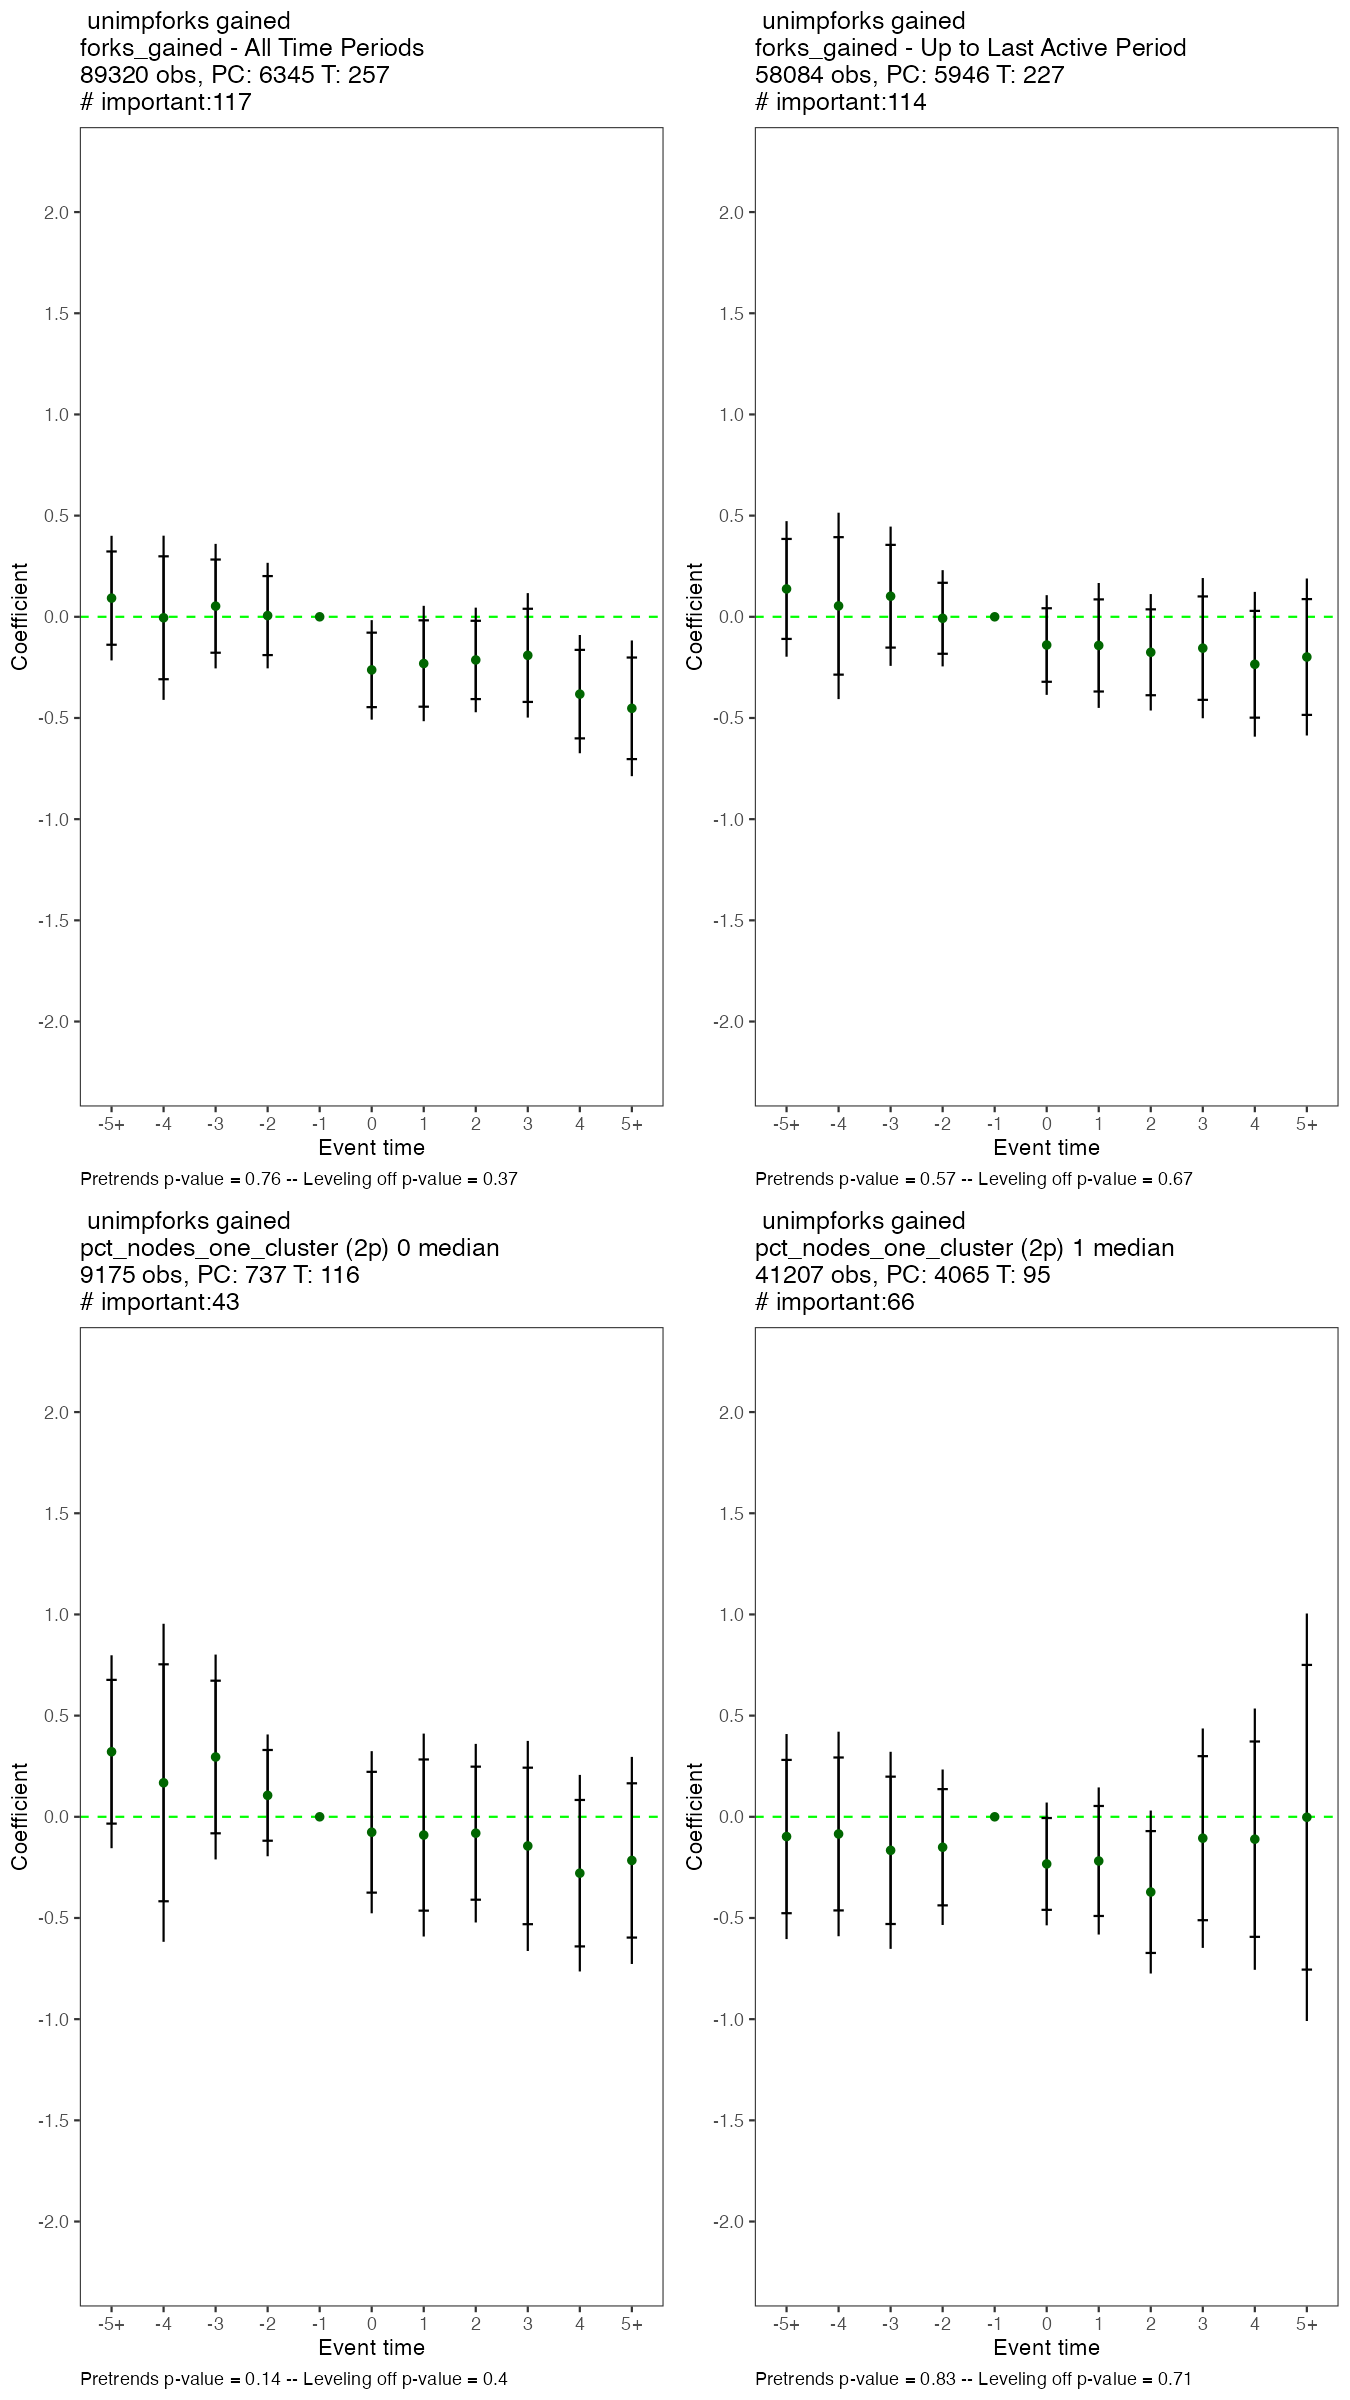 unimpforks gained
forks_gained - All Time Periods
89320 obs, PC: 6345 T: 257
# important:117
Coefficient
2.0
1.5
1.0
0.5
0.0
-0.5
-1.0
-1.5
-2.0
-5+ -4 -3 -2 -1 0 1 2 3 4 5+
Event time
Pretrends p-value = 0.76 -- Leveling off p-value = 0.37
unimpforks gained
forks_gained - Up to Last Active Period
58084 obs, PC: 5946 T: 227
# important:114
Coefficient
2.0
1.5
1.0
0.5
0.0
-0.5
-1.0
-1.5
-2.0
-5+ -4 -3 -2 -1 0 1 2 3 4 5+
Event time
Pretrends p-value = 0.57 -- Leveling off p-value = 0.67
unimpforks gained
pct_nodes_one_cluster (2p) 0 median
9175 obs, PC: 737 T: 116
# important:43
Coefficient
2.0
1.5
1.0
0.5
0.0
-0.5
-1.0
-1.5
-2.0
-5+ -4 -3 -2 -1 0 1 2 3 4 5+
Event time
Pretrends p-value = 0.14 -- Leveling off p-value = 0.4
unimpforks gained
pct_nodes_one_cluster (2p) 1 median
41207 obs, PC: 4065 T: 95
# important:66
Coefficient
2.0
1.5
1.0
0.5
0.0
-0.5
-1.0
-1.5
-2.0
-5+ -4 -3 -2 -1 0 1 2 3 4 5+
Event time
Pretrends p-value = 0.83 -- Leveling off p-value = 0.71